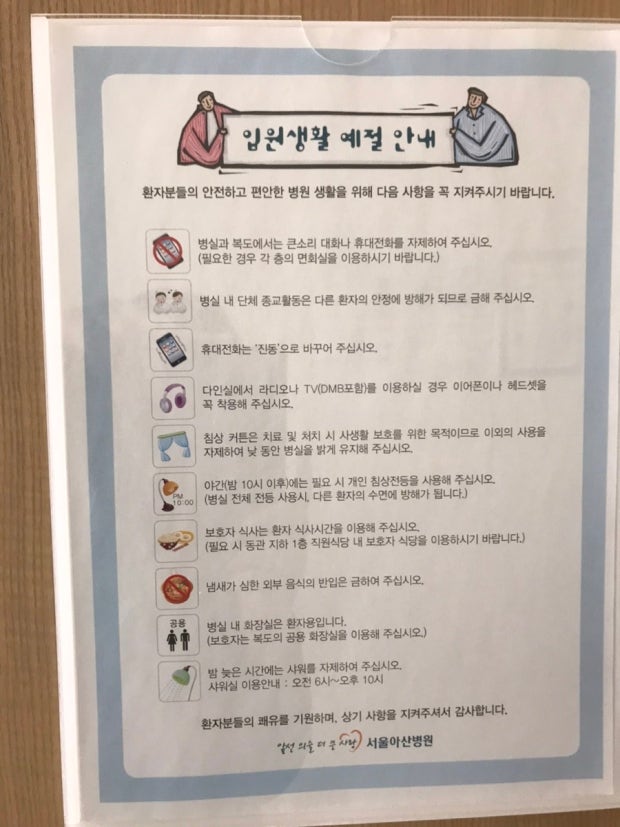 입원생활 예절 안내
환자분들의 안전하고 편안한 병원 생활을 위해 다음 사항을 꼭 지켜주시기 바랍니다.
병실과 복도에서는 큰소리 대화나 휴대전화를 자제하여 주십시오.
(필요한 경우 각 층의 면회실을 이용하시기 바랍니다.)
병실 내 단체 종교활동은 다른 환자의 안정에 방해가 되므로 금해 주십시오.
휴대전화는 '진동'으로 바꾸어 주십시오.
다인실에서 라디오나 TV(DMB포함)를 이용하실 경우 이어폰이나 헤드셋을
꼭 착용해 주십시오.
침상 커튼은 치료 및 처치 시 사생활 보호를 위한 목적이므로 이외의 사용을
자제하여 낮 동안 병실을 밝게 유지해 주십시오.
PM
10:00
야간(밤 10시 이후)에는 필요 시 개인 침상전등을 사용해 주십시오.
(병실 전체 전등 사용시, 다른 환자의 수면에 방해가 됩니다.)
보호자 식사는 환자 식사시간을 이용해 주십시오.
(필요 시 동관 지하 1층 직원식당 내 보호자 식당을 이용하시기 바랍니다.)
냄새가 심한 외부 음식의 반입은 금하여 주십시오.
공용
병실 내 화장실은 환자용입니다.
(보호자는 복도의 공용 화장실을 이용해 주십시오.)
밤 늦은 시간에는 샤워를 자제하여 주십시오.
샤워실 이용안내 : 오전 6시~오후 10시
환자분들의 쾌유를 기원하며, 상기 사항을 지켜주셔서 감사합니다.
앞선 의술 더 큰 사랑 서울아산병원